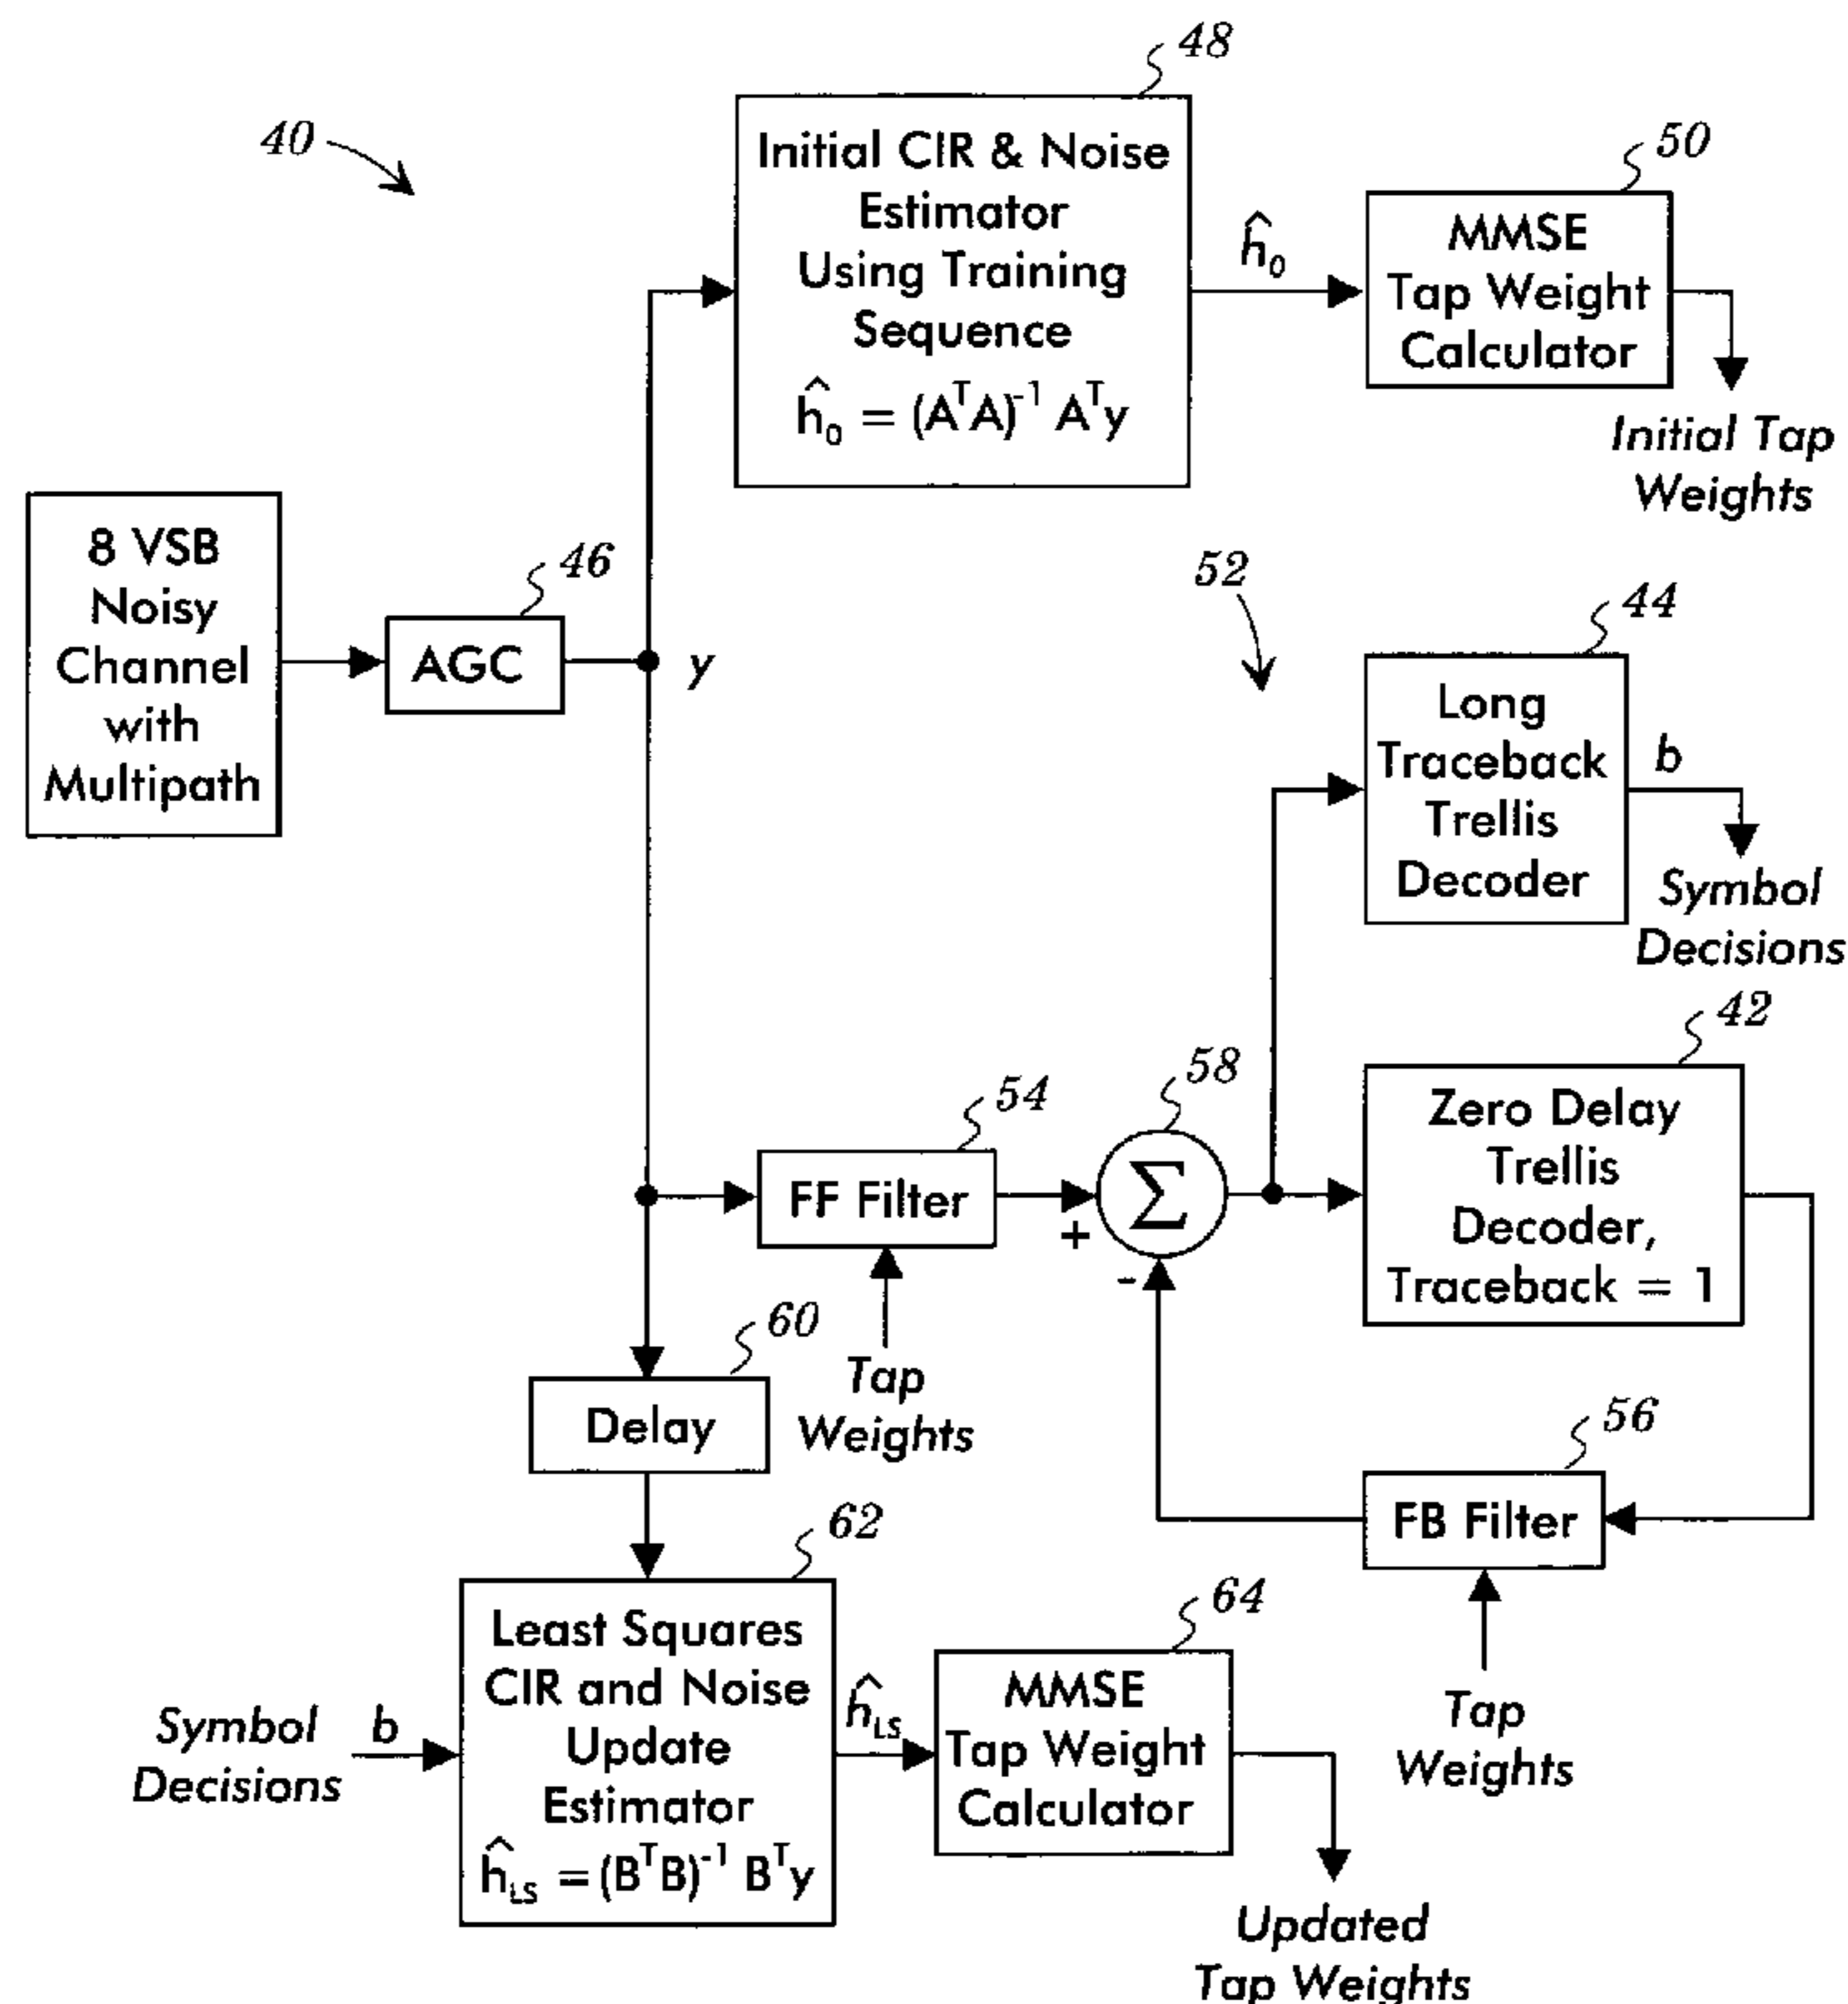 40
48
Initial CIR & Noise
Estimator
Using Training
Sequence
ĥ₀ = (AᵀA)⁻¹ Aᵀy
ĥ₀
50
MMSE
Tap Weight
Calculator
Initial Tap
Weights
8 VSB
Noisy
Channel
with
Multipath
46
AGC
y
52
44
Long
Traceback
Trellis
Decoder
b
Symbol
Decisions
42
Zero Delay
Trellis
Decoder,
Traceback = 1
54
FF Filter
Tap
Weights
58
+
Σ
-
56
FB Filter
Tap
Weights
60
Delay
62
Least Squares
CIR and Noise
Update
Estimator
ĥLS = (BᵀB)⁻¹ Bᵀy
Symbol
Decisions
b
ĥLS
64
MMSE
Tap Weight
Calculator
Updated
Tap Weights